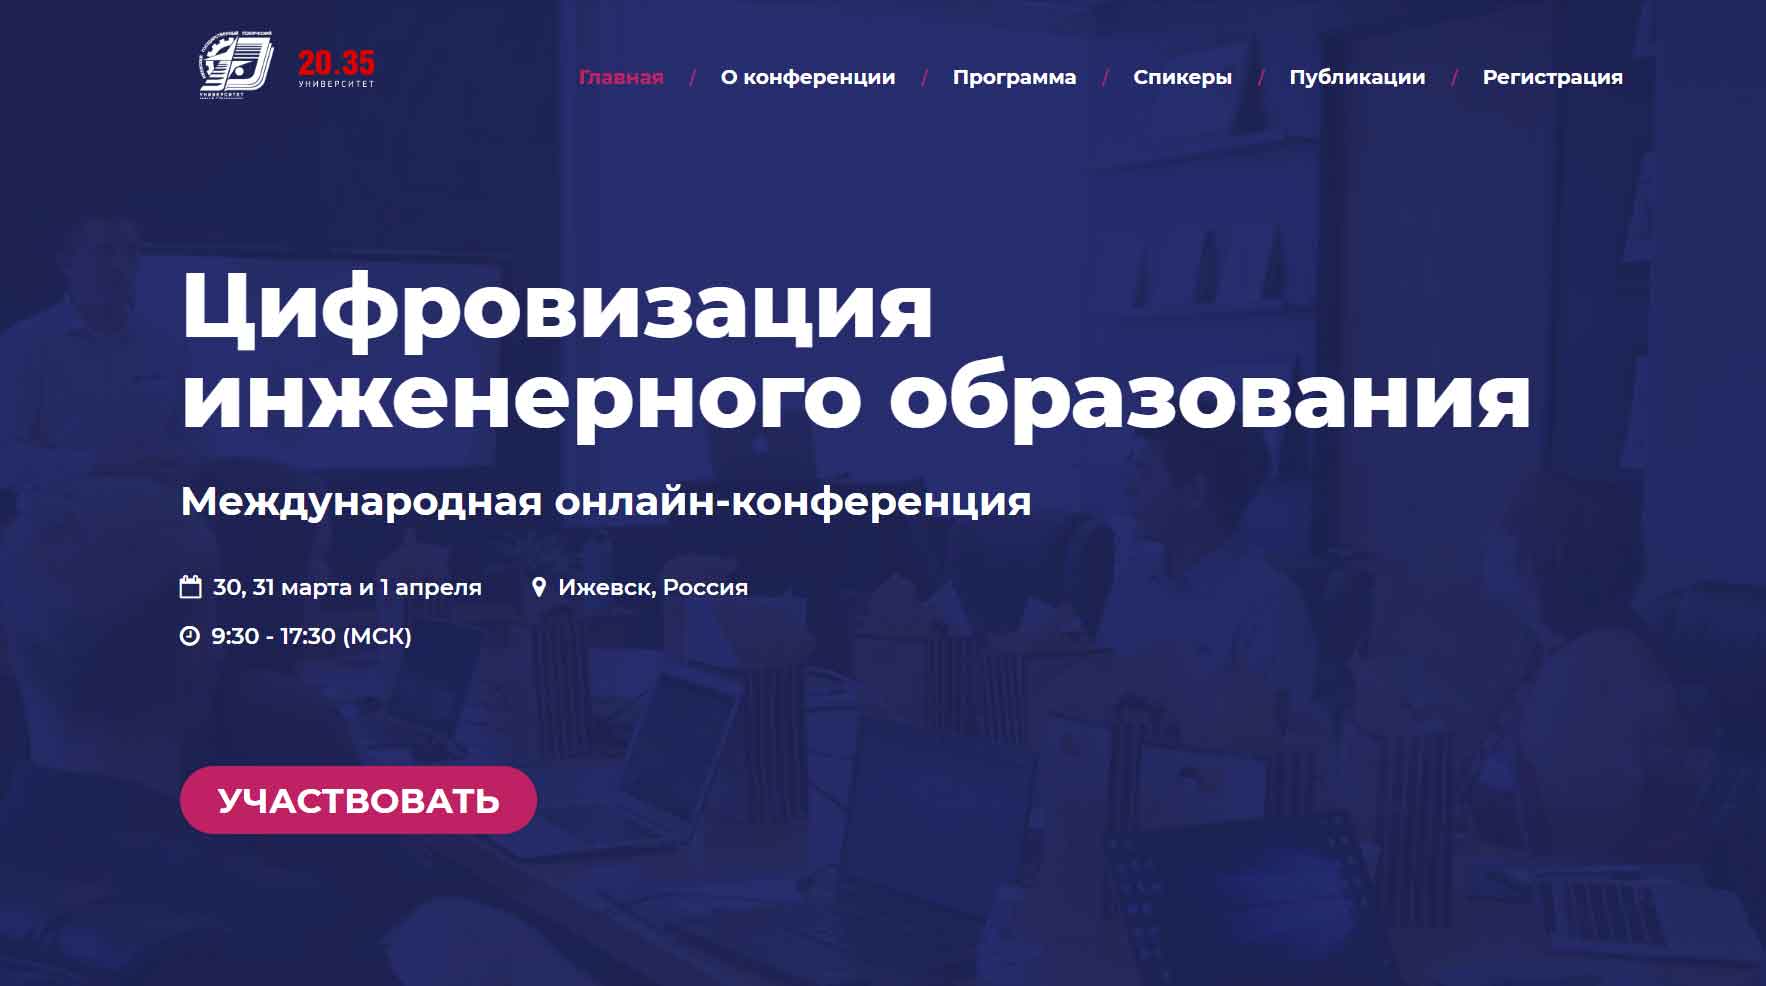 20.35
УНИВЕРСИТЕТ
Главная / О конференции / Программа / Спикеры / Публикации / Регистрация
Цифровизация
инженерного образования
Международная онлайн-конференция
30, 31 марта и 1 апреля
Ижевск, Россия
9:30 - 17:30 (МСК)
УЧАСТВОВАТЬ